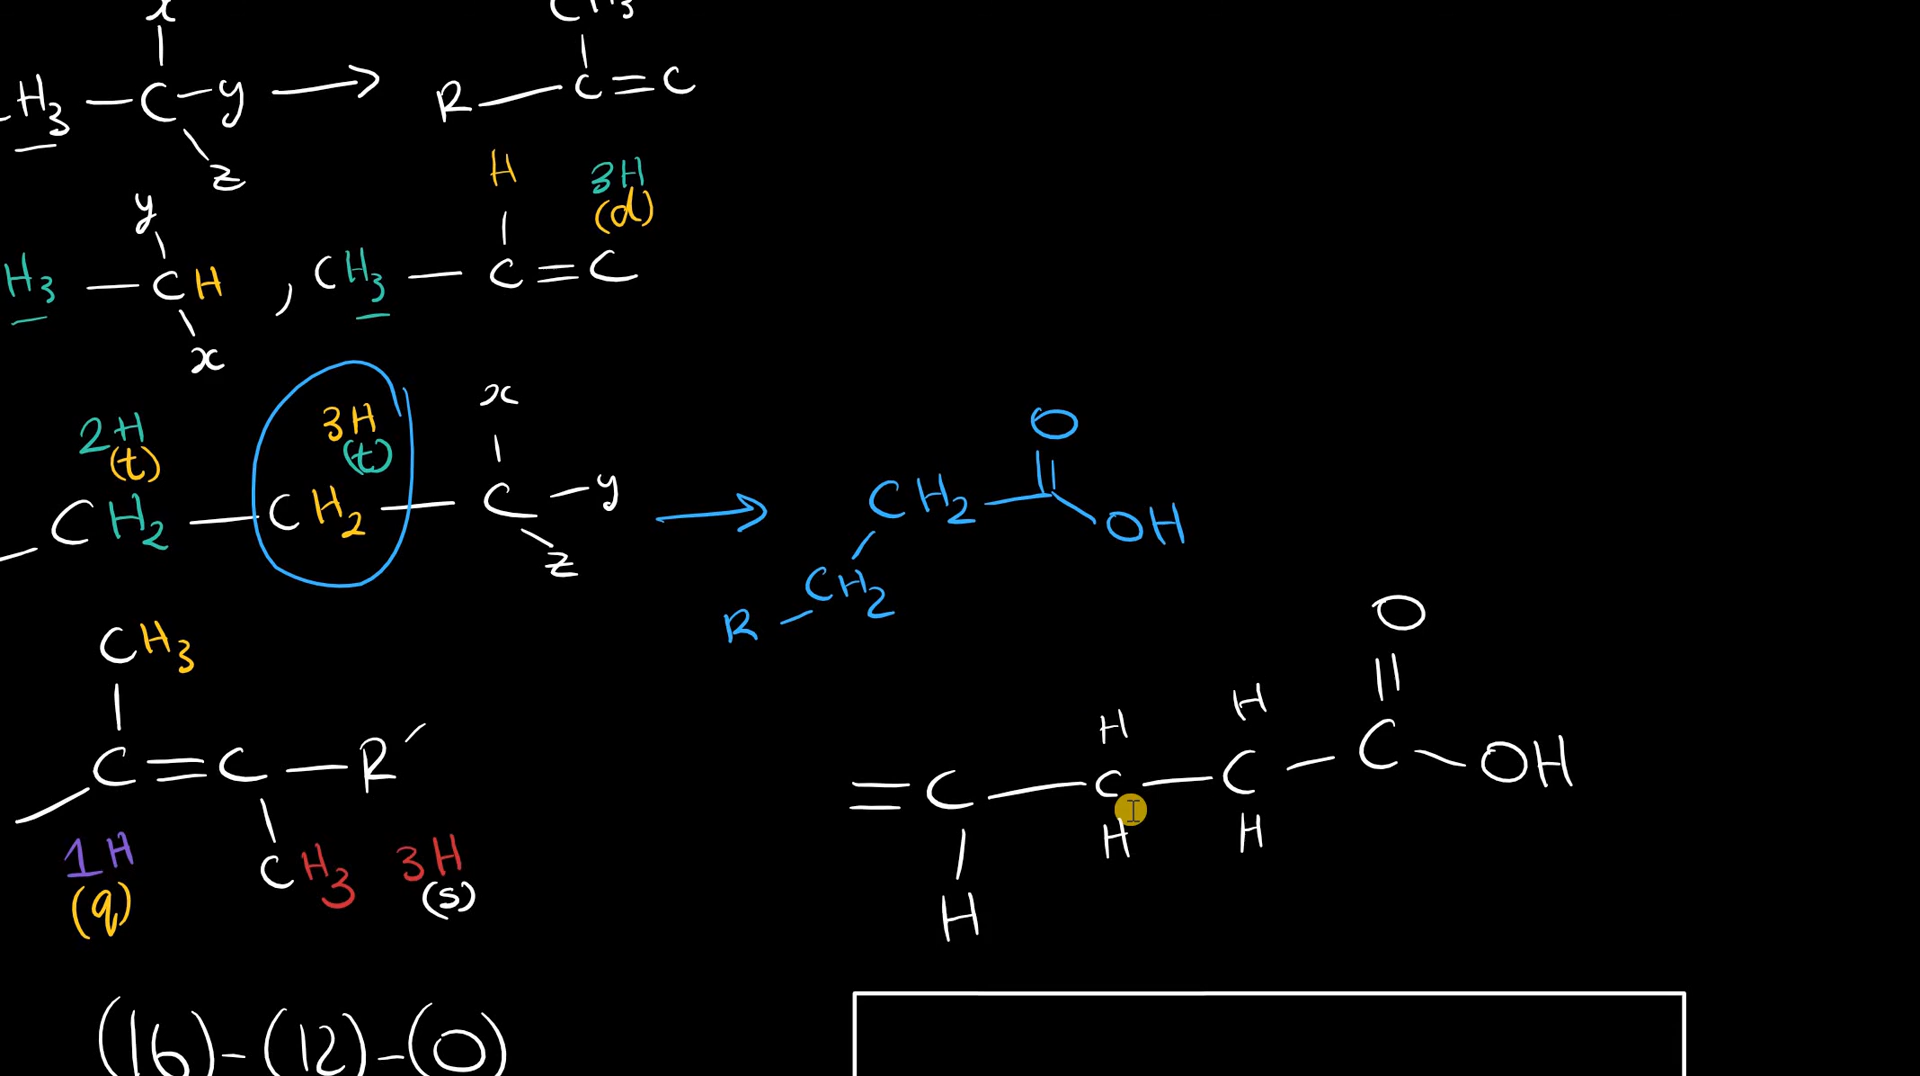 x CH3
H3 — C — y ⟶ R — C = C
z H 3H
y (d)
H3 — CH , CH3 — C = C
x
2H 3H x O
(t) (t)
CH2 — CH2 — C — y ⟶ CH2 — OH
z CH2
CH3 R — O
H H
C = C — R′ = C — C — C — C — OH
1H CH3 3H H H
(q) (s) H
(16)-(12)-(0)